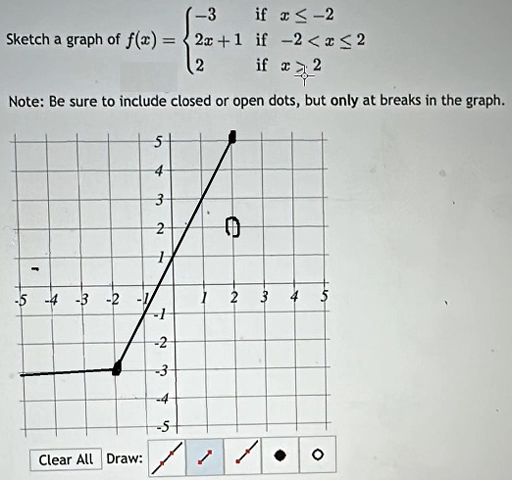 −3 if x ≤ −2
Sketch a graph of f(x) = { 2x + 1 if −2 < x ≤ 2
2 if x > 2
Note: Be sure to include closed or open dots, but only at breaks in the graph.
5
4
3
2
1
-5 -4 -3 -2 -1 1 2 3 4 5
-1
-2
-3
-4
-5
Clear All Draw: